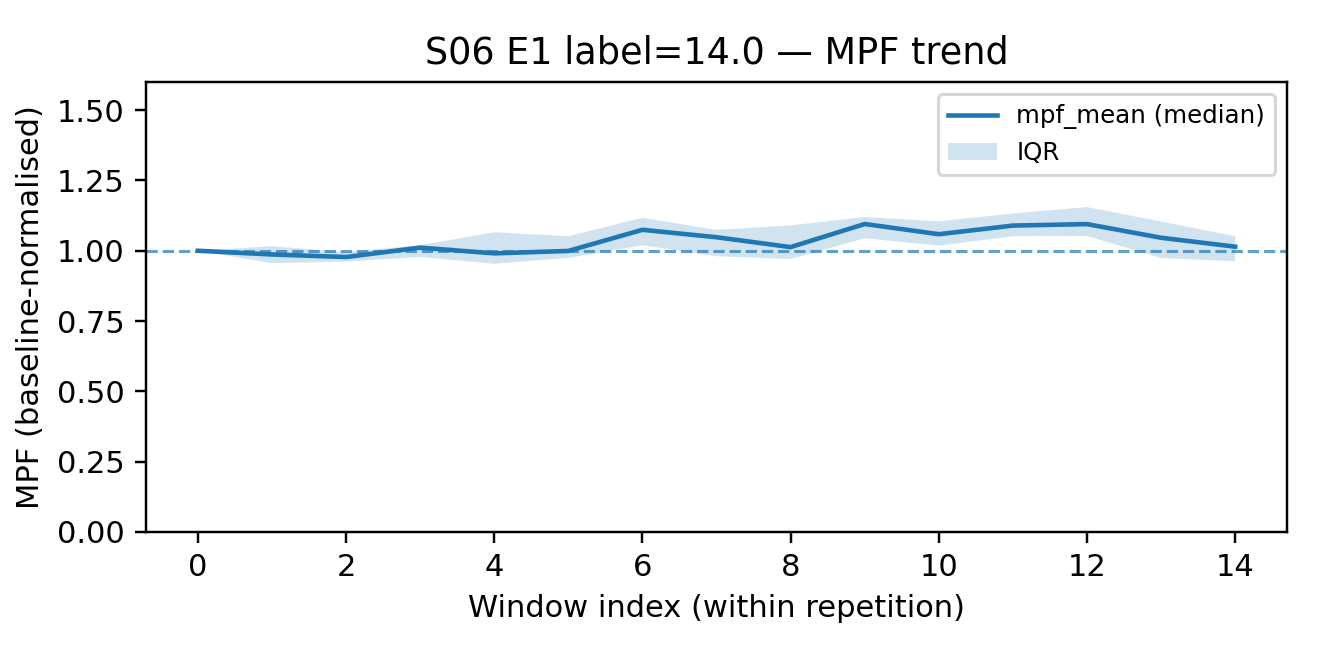 S06 E1 label=14.0 — MPF trend
mpf_mean (median)
IQR
MPF (baseline-normalised)
1.50
1.25
1.00
0.75
0.50
0.25
0.00
0 2 4 6 8 10 12 14
Window index (within repetition)